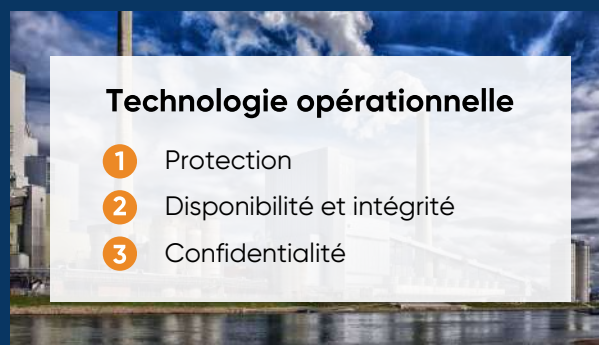 Technologie opérationnelle
1 Protection
2 Disponibilité et intégrité
3 Confidentialité